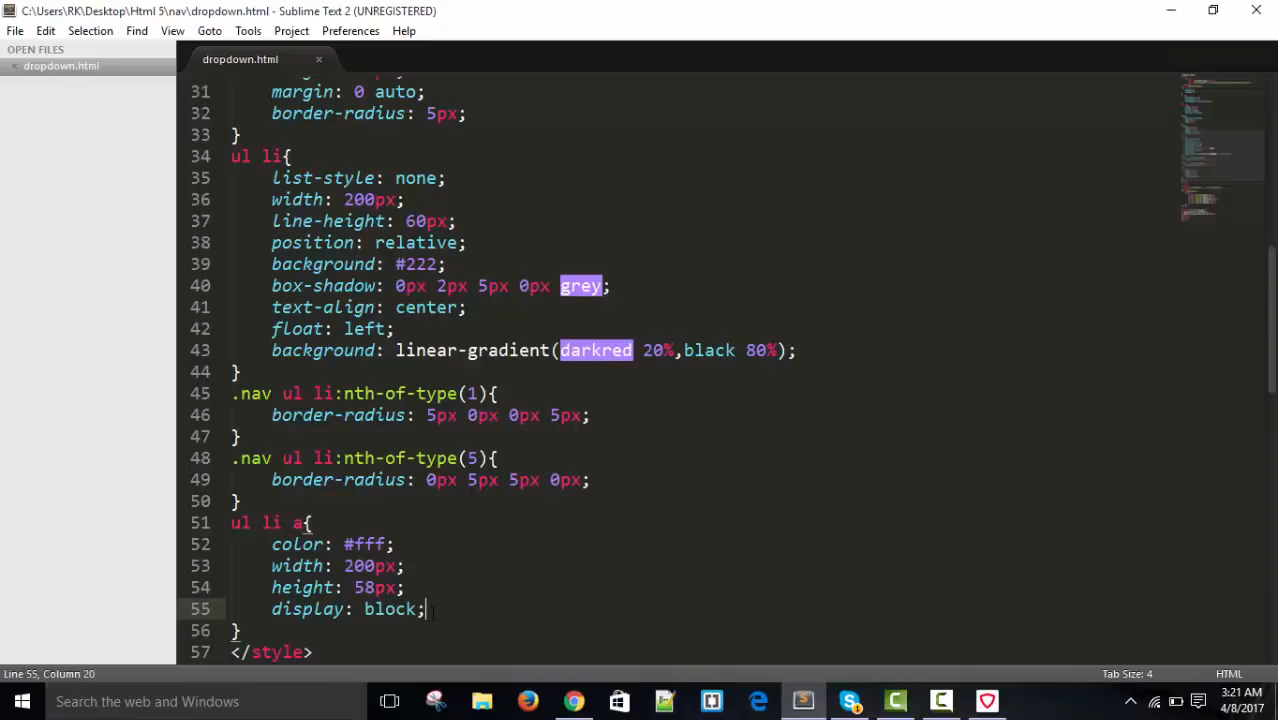 C:\Users\RK\Desktop\Html 5\nav\dropdown.html - Sublime Text 2 (UNREGISTERED)
File Edit Selection Find View Goto Tools Project Preferences Help
OPEN FILES
dropdown.html
dropdown.html
31 margin: 0 auto;
32 border-radius: 5px;
33 }
34 ul li{
35 list-style: none;
36 width: 200px;
37 line-height: 60px;
38 position: relative;
39 background: #222;
40 box-shadow: 0px 2px 5px 0px grey;
41 text-align: center;
42 float: left;
43 background: linear-gradient(darkred 20%,black 80%);
44 }
45 .nav ul li:nth-of-type(1){
46 border-radius: 5px 0px 0px 5px;
47 }
48 .nav ul li:nth-of-type(5){
49 border-radius: 0px 5px 5px 0px;
50 }
51 ul li a{
52 color: #fff;
53 width: 200px;
54 height: 58px;
55 display: block;
56 }
57 </style>
Line 55, Column 20
Tab Size: 4
HTML
Search the web and Windows
3:21 AM
4/8/2017